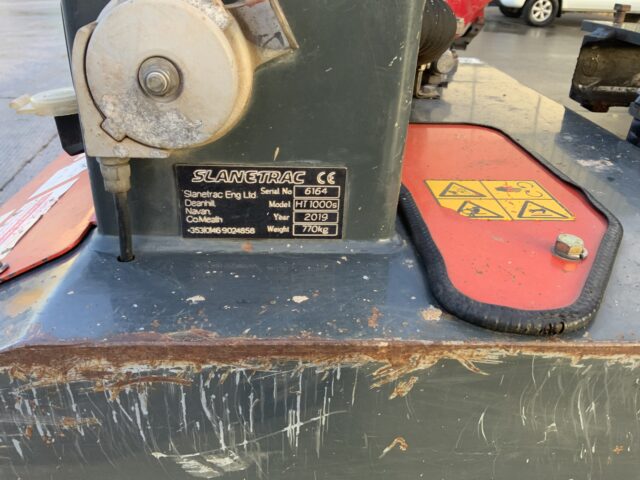 SLANETRAC CE
Slanetrac Eng Ltd. Serial No 6164
Deanhill, Model HT1000s
Navan, Year 2019
Co.Meath Weight 770kg
+353(0)46-9024858